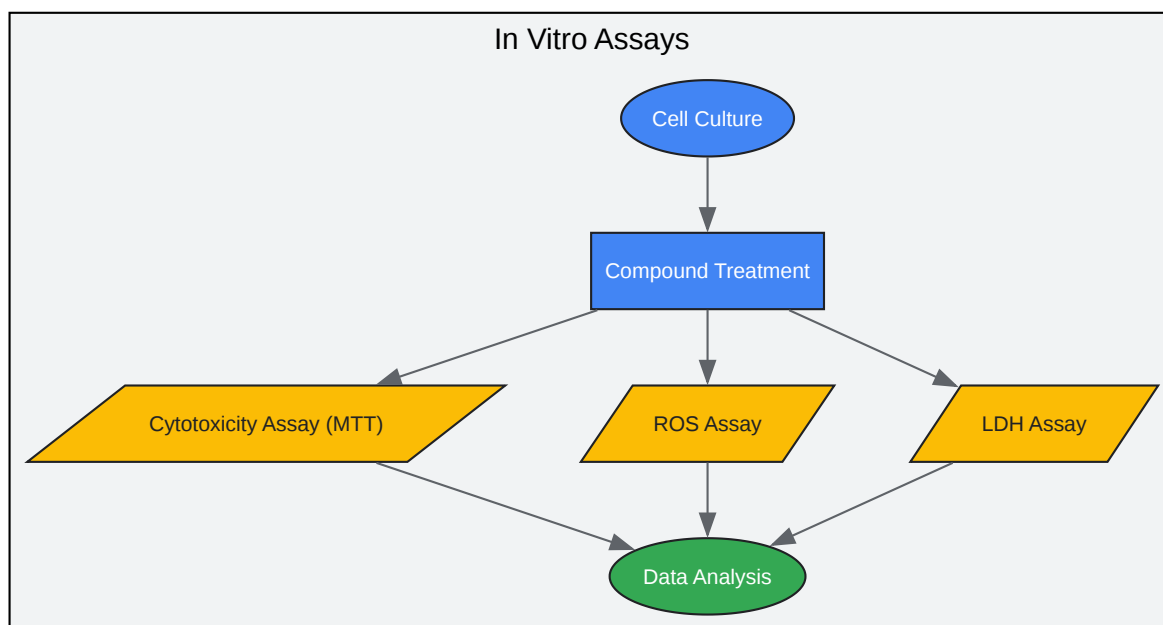 In Vitro Assays
Cell Culture
Compound Treatment
Cytotoxicity Assay (MTT)
ROS Assay
LDH Assay
Data Analysis